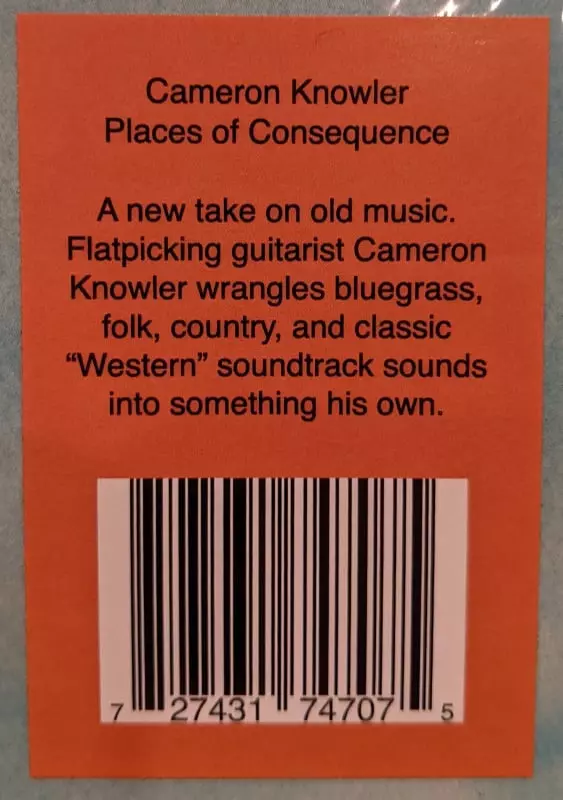 Cameron Knowler
Places of Consequence
A new take on old music.
Flatpicking guitarist Cameron
Knowler wrangles bluegrass,
folk, country, and classic
“Western” soundtrack sounds
into something his own.
7 27431 74707 5